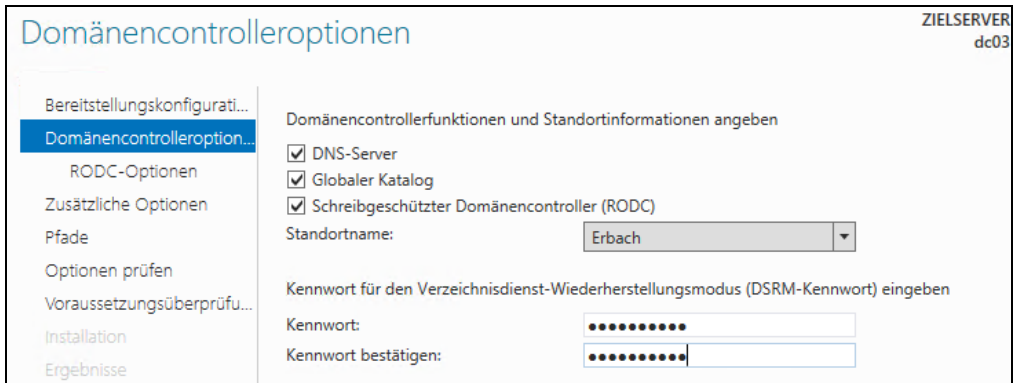 Domänencontrolleroptionen
ZIELSERVER
dc03
Bereitstellungskonfigurati...
Domänencontrolleroption...
RODC-Optionen
Zusätzliche Optionen
Pfade
Optionen prüfen
Voraussetzungsüberprüfu...
Installation
Ergebnisse
Domänencontrollerfunktionen und Standortinformationen angeben
DNS-Server
Globaler Katalog
Schreibgeschützter Domänencontroller (RODC)
Standortname: Erbach
Kennwort für den Verzeichnisdienst-Wiederherstellungsmodus (DSRM-Kennwort) eingeben
Kennwort: ●●●●●●●●●●
Kennwort bestätigen: ●●●●●●●●●●